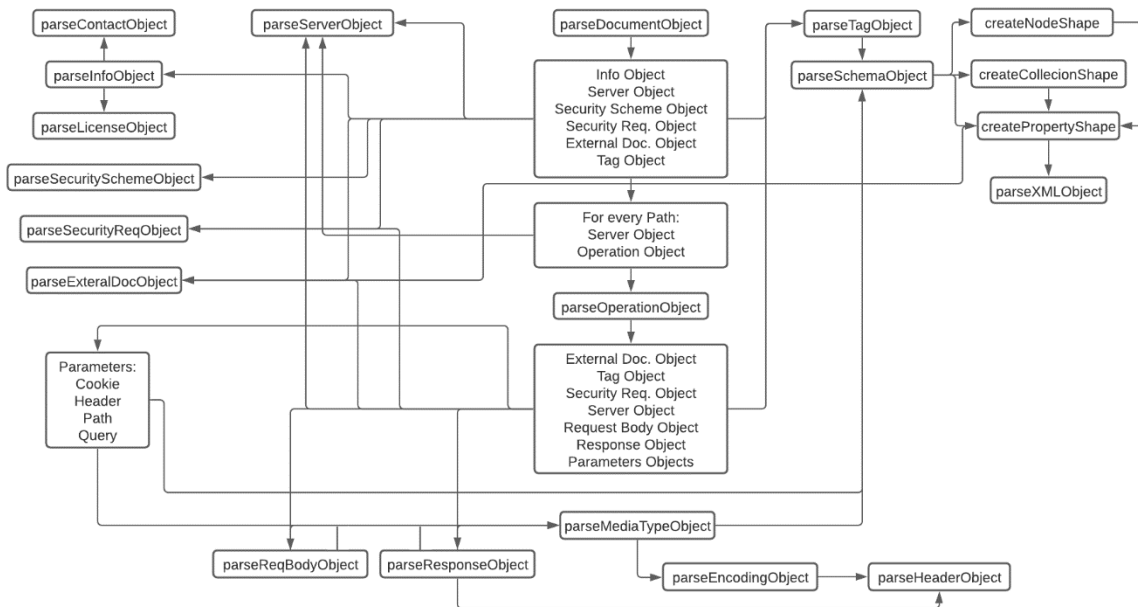 parseContactObject
parseServerObject
parseDocumentObject
parseTagObject
createNodeShape
parseInfoObject
Info Object
Server Object
Security Scheme Object
Security Req. Object
External Doc. Object
Tag Object
parseSchemaObject
createCollecionShape
parseLicenseObject
createPropertyShape
parseSecuritySchemeObject
parseXMLObject
parseSecurityReqObject
For every Path:
Server Object
Operation Object
parseExteralDocObject
parseOperationObject
Parameters:
Cookie
Header
Path
Query
External Doc. Object
Tag Object
Security Req. Object
Server Object
Request Body Object
Response Object
Parameters Objects
parseMediaTypeObject
parseReqBodyObject
parseResponseObject
parseEncodingObject
parseHeaderObject